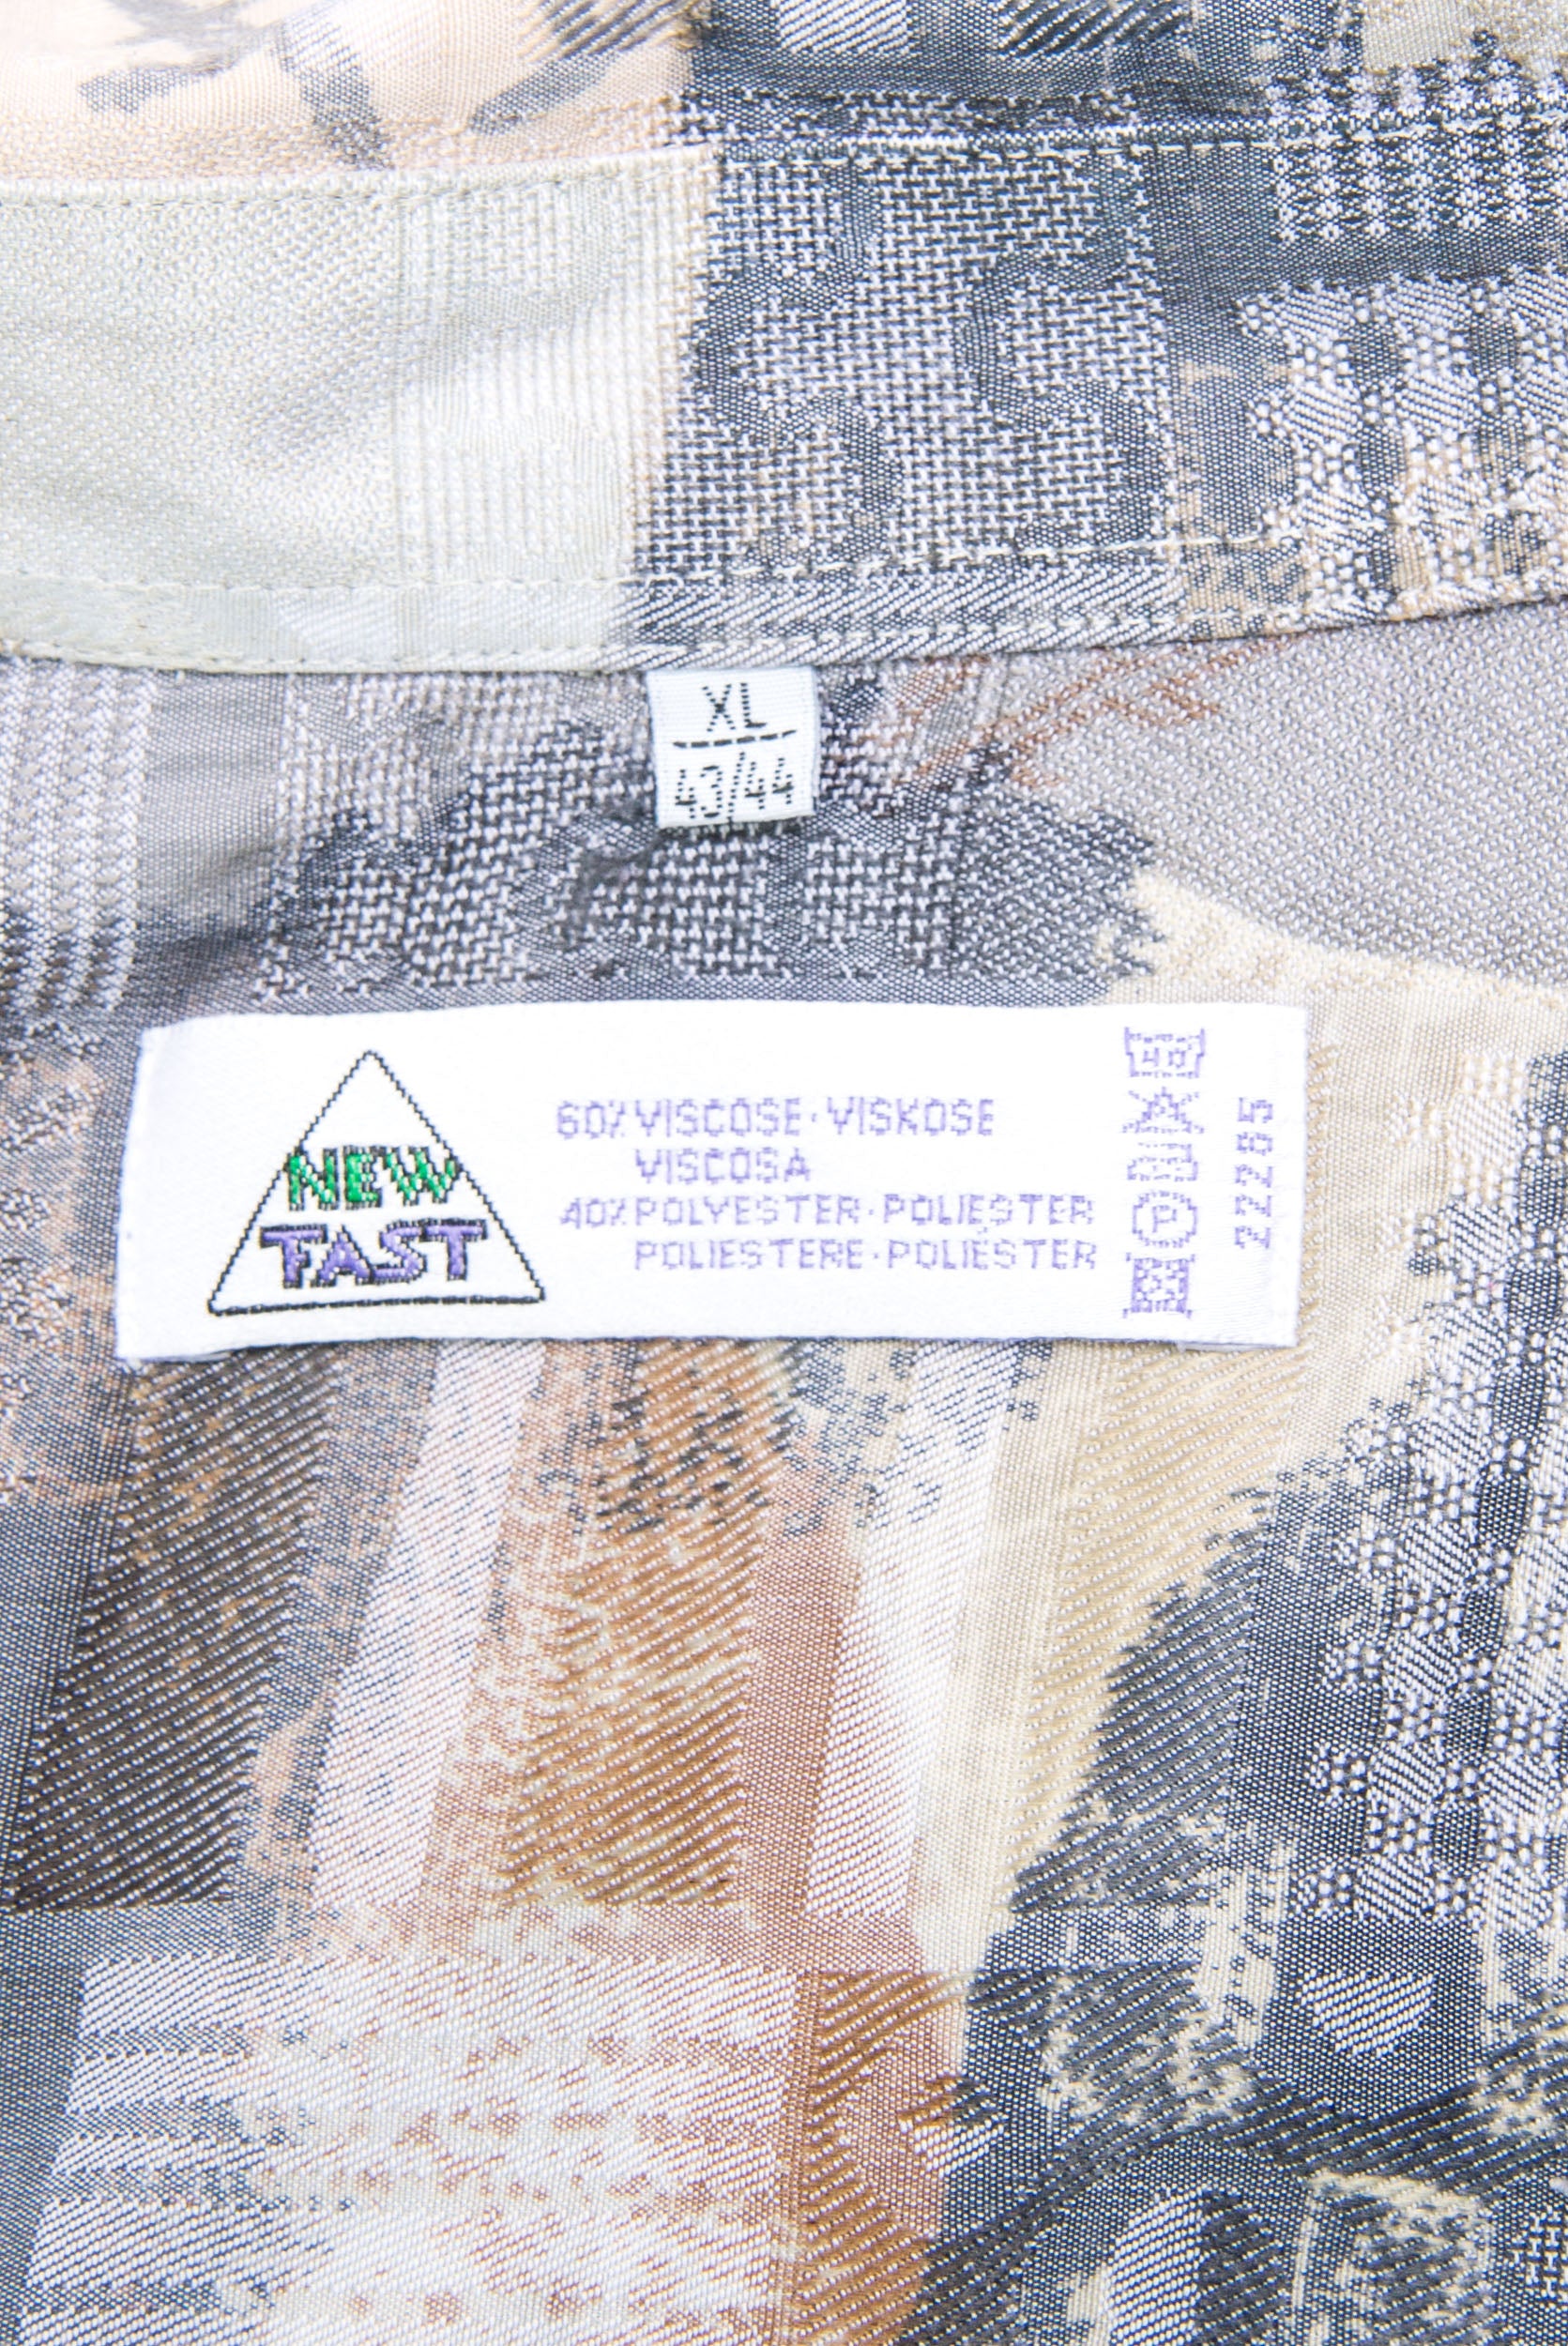 XL
43/44
NEW
FAST
60% VISCOSE · VISKOSE
VISCOSA
40% POLYESTER · POLIESTER
POLIESTERE · POLIÉSTER
40
P
22285